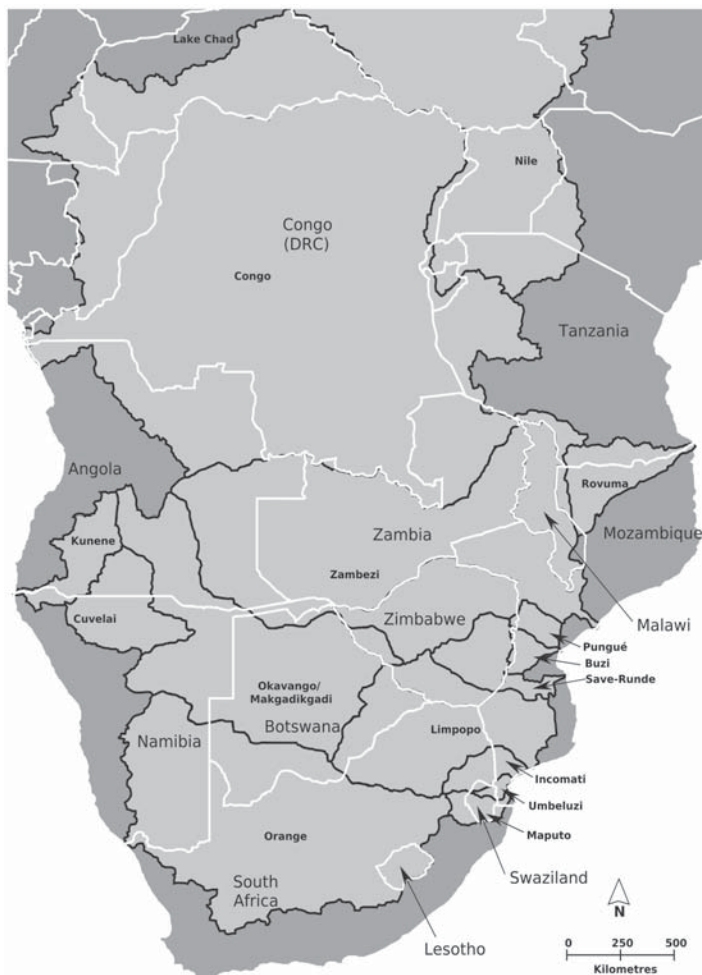 Lake Chad
Nile
Congo
(DRC)
Congo
Tanzania
Angola
Rovuma
Kunene
Zambia
Mozambique
Zambezi
Cuvelai
Zimbabwe
Malawi
Pungué
Buzi
Save-Runde
Okavango/
Makgadikgadi
Botswana
Namibia
Limpopo
Incomati
Umbeluzi
Orange
Maputo
Swaziland
South
Africa
Lesotho
N
0 250 500
Kilometres